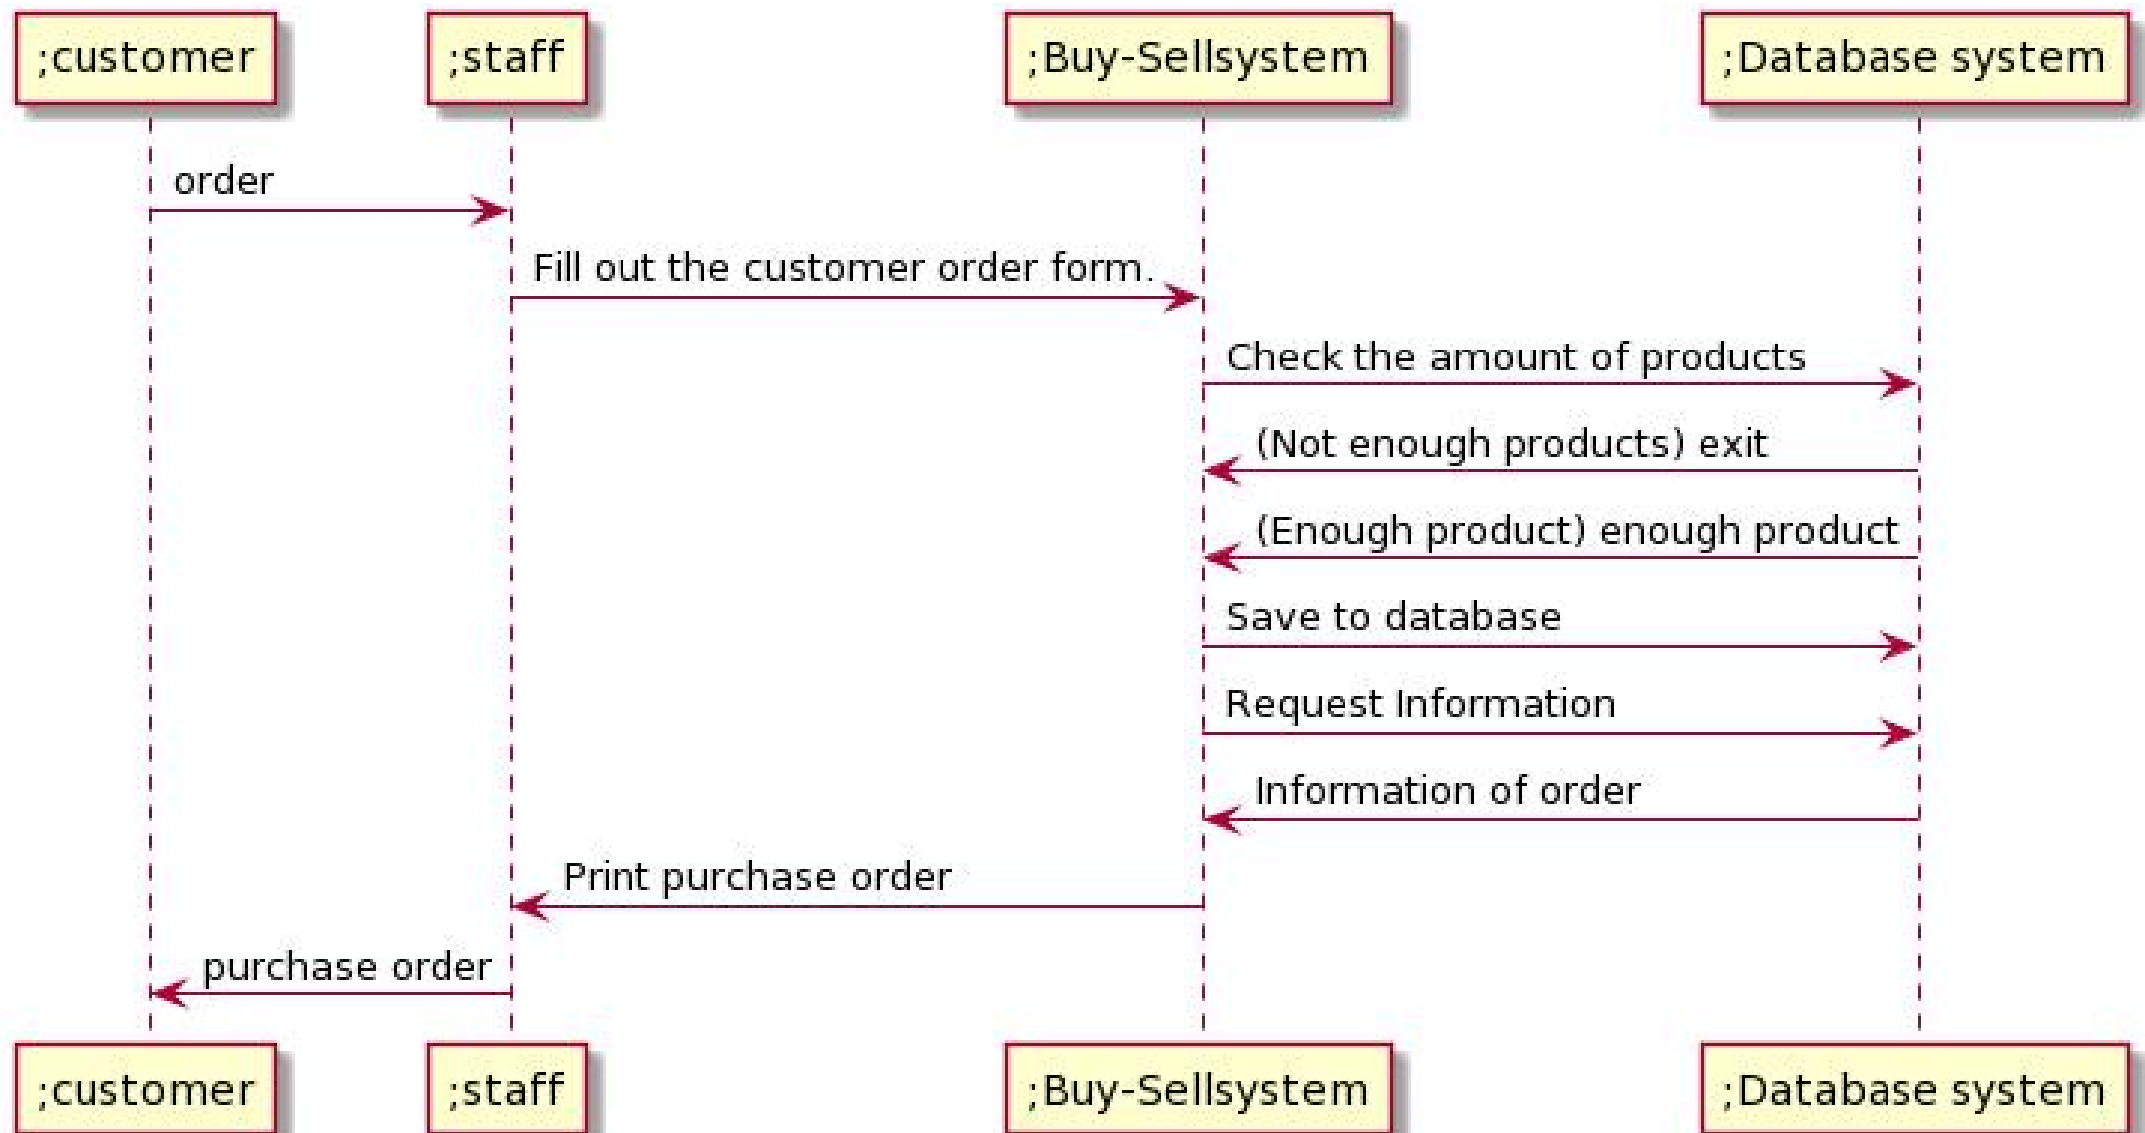 ;customer
;staff
;Buy-Sellsystem
;Database system
order
Fill out the customer order form.
Check the amount of products
(Not enough products) exit
(Enough product) enough product
Save to database
Request Information
Information of order
Print purchase order
purchase order
;customer
;staff
;Buy-Sellsystem
;Database system